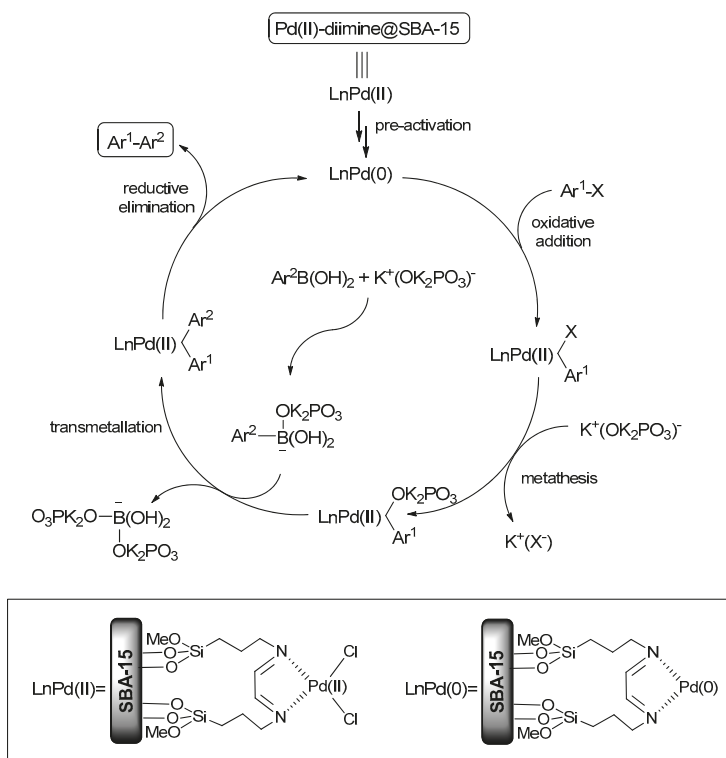 Pd(II)-diimine@SBA-15
LnPd(II)
pre-activation
LnPd(0)
Ar¹-Ar²
reductive
elimination
Ar¹-X
oxidative
addition
Ar²B(OH)₂ + K⁺(OK₂PO₃)⁻
LnPd(II)
Ar²
Ar¹
LnPd(II)
X
Ar¹
transmetallation
OK₂PO₃
Ar²
B(OH)₂
–
K⁺(OK₂PO₃)⁻
metathesis
K⁺(X⁻)
LnPd(II)
OK₂PO₃
Ar¹
–
O₃PK₂O–B(OH)₂
OK₂PO₃
LnPd(II)=
SBA-15
MeO
O
O
Si
N
Pd(II)
Cl
Cl
O
O
Si
MeO
N
LnPd(0)=
SBA-15
MeO
O
O
Si
N
Pd(0)
O
O
Si
MeO
N